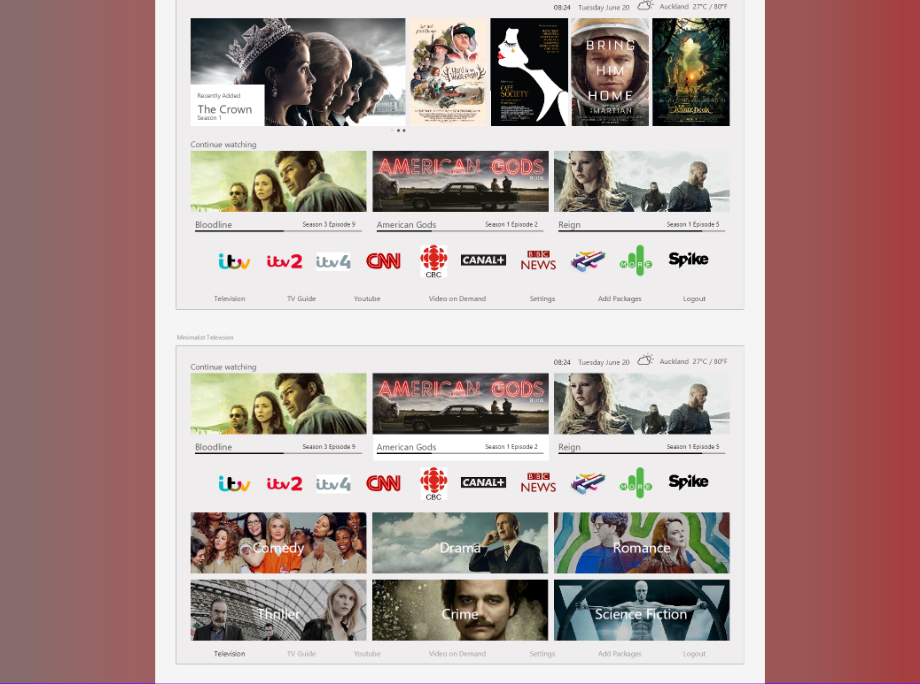 08:24 Tuesday June 20 Auckland 27°C / 80°F
Recently Added
The Crown
Season 1
CAFÉ
SOCIETY
BRING
HIM
HOME
THE MARTIAN
Continue watching
AMERICAN GODS
Bloodline Season 3 Episode 9
American Gods Season 1 Episode 2
Reign Season 1 Episode 5
itv itv2 itv4 CNN CBC CANAL+ BBC NEWS MORE Spike
Television TV Guide Youtube Video on Demand Settings Add Packages Logout
Minimalist Television
08:24 Tuesday June 20 Auckland 27°C / 80°F
Continue watching
AMERICAN GODS
Bloodline Season 3 Episode 9
American Gods Season 1 Episode 2
Reign Season 1 Episode 5
itv itv2 itv4 CNN CBC CANAL+ BBC NEWS MORE Spike
Comedy Drama Romance
Thriller Crime Science Fiction
Television TV Guide Youtube Video on Demand Settings Add Packages Logout